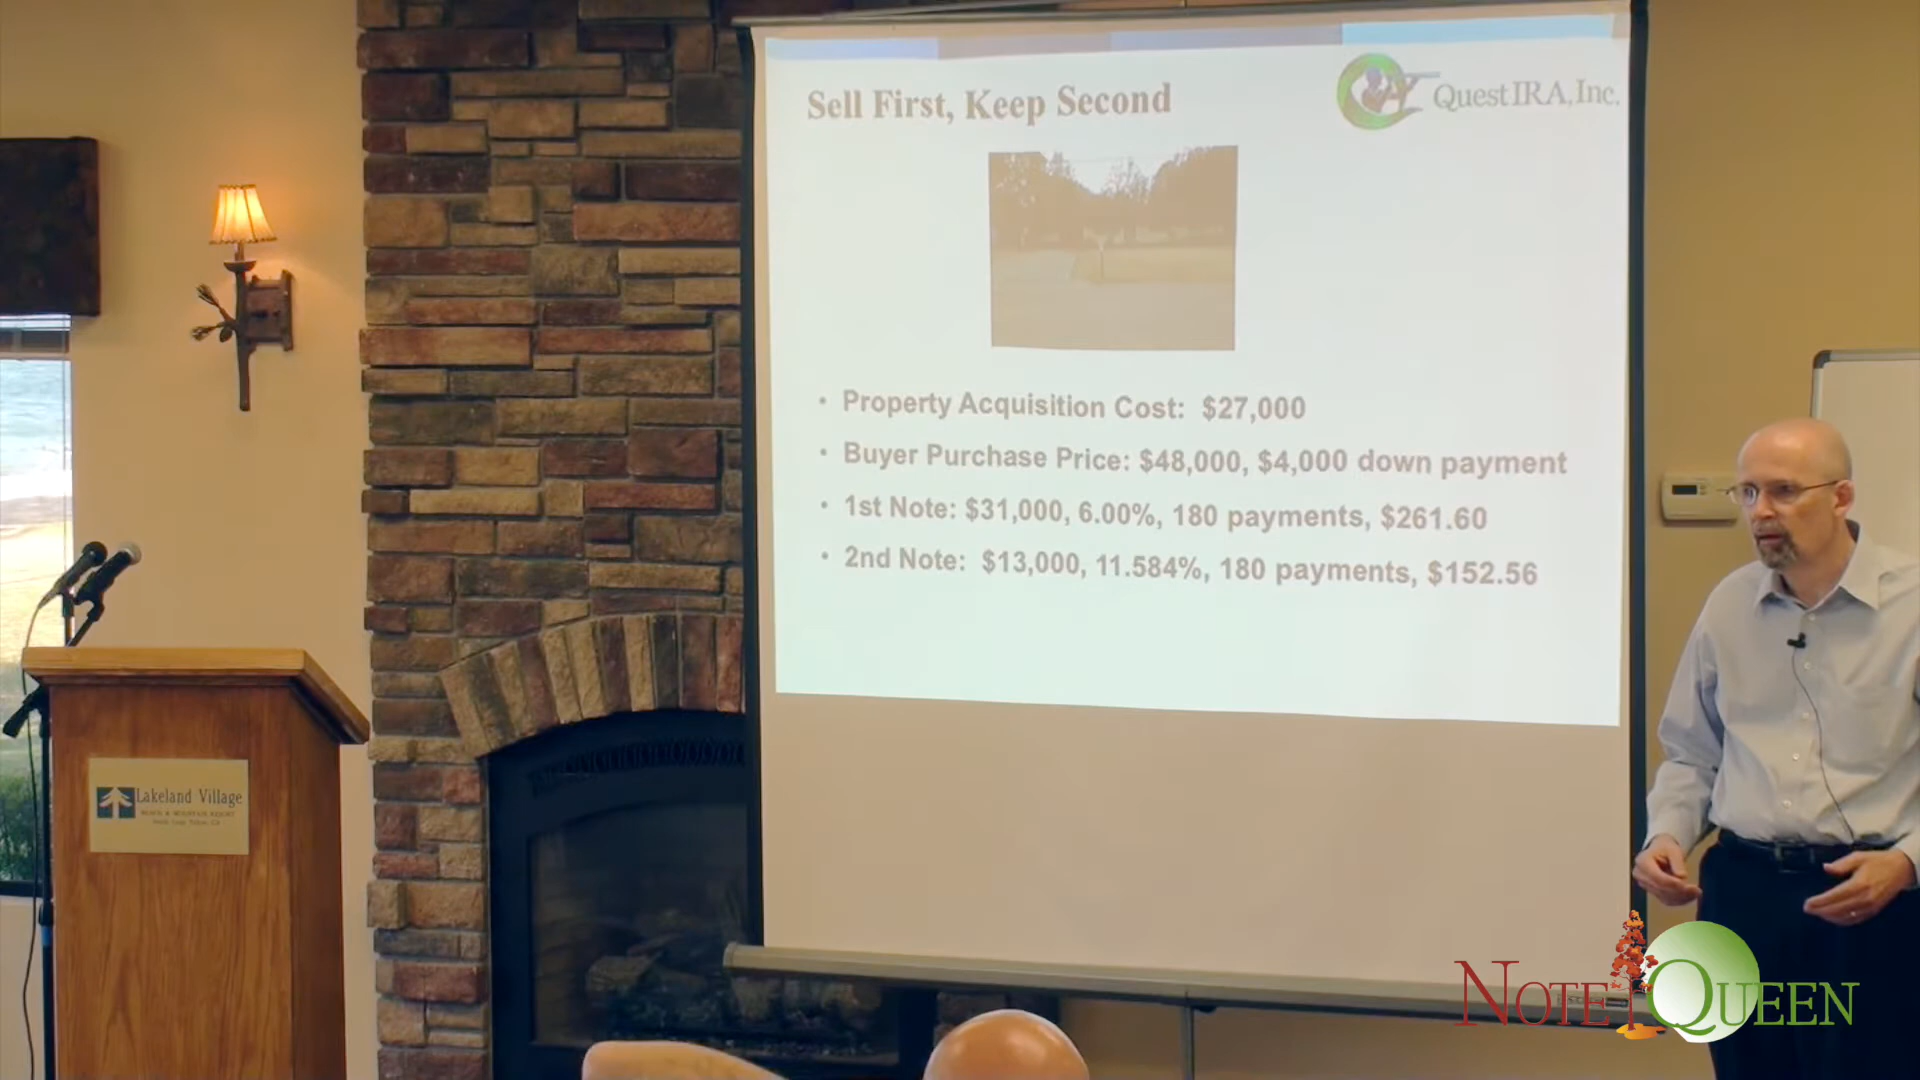 Sell First, Keep Second
QuestIRA, Inc.
• Property Acquisition Cost: $27,000
• Buyer Purchase Price: $48,000, $4,000 down payment
• 1st Note: $31,000, 6.00%, 180 payments, $261.60
• 2nd Note: $13,000, 11.584%, 180 payments, $152.56
Lakeland Village
NOTE QUEEN